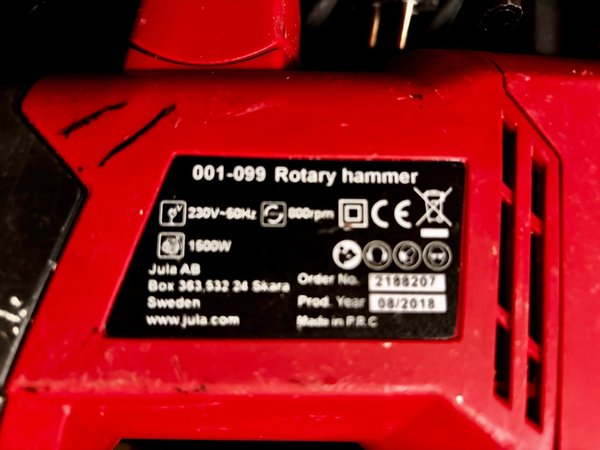 001-099 Rotary hammer
230V~50Hz 800rpm
1500W
Jula AB
Box 363,532 24 Skara
Sweden
www.jula.com
Order No. 2188207
Prod. Year 08/2018
Made in P.R.C